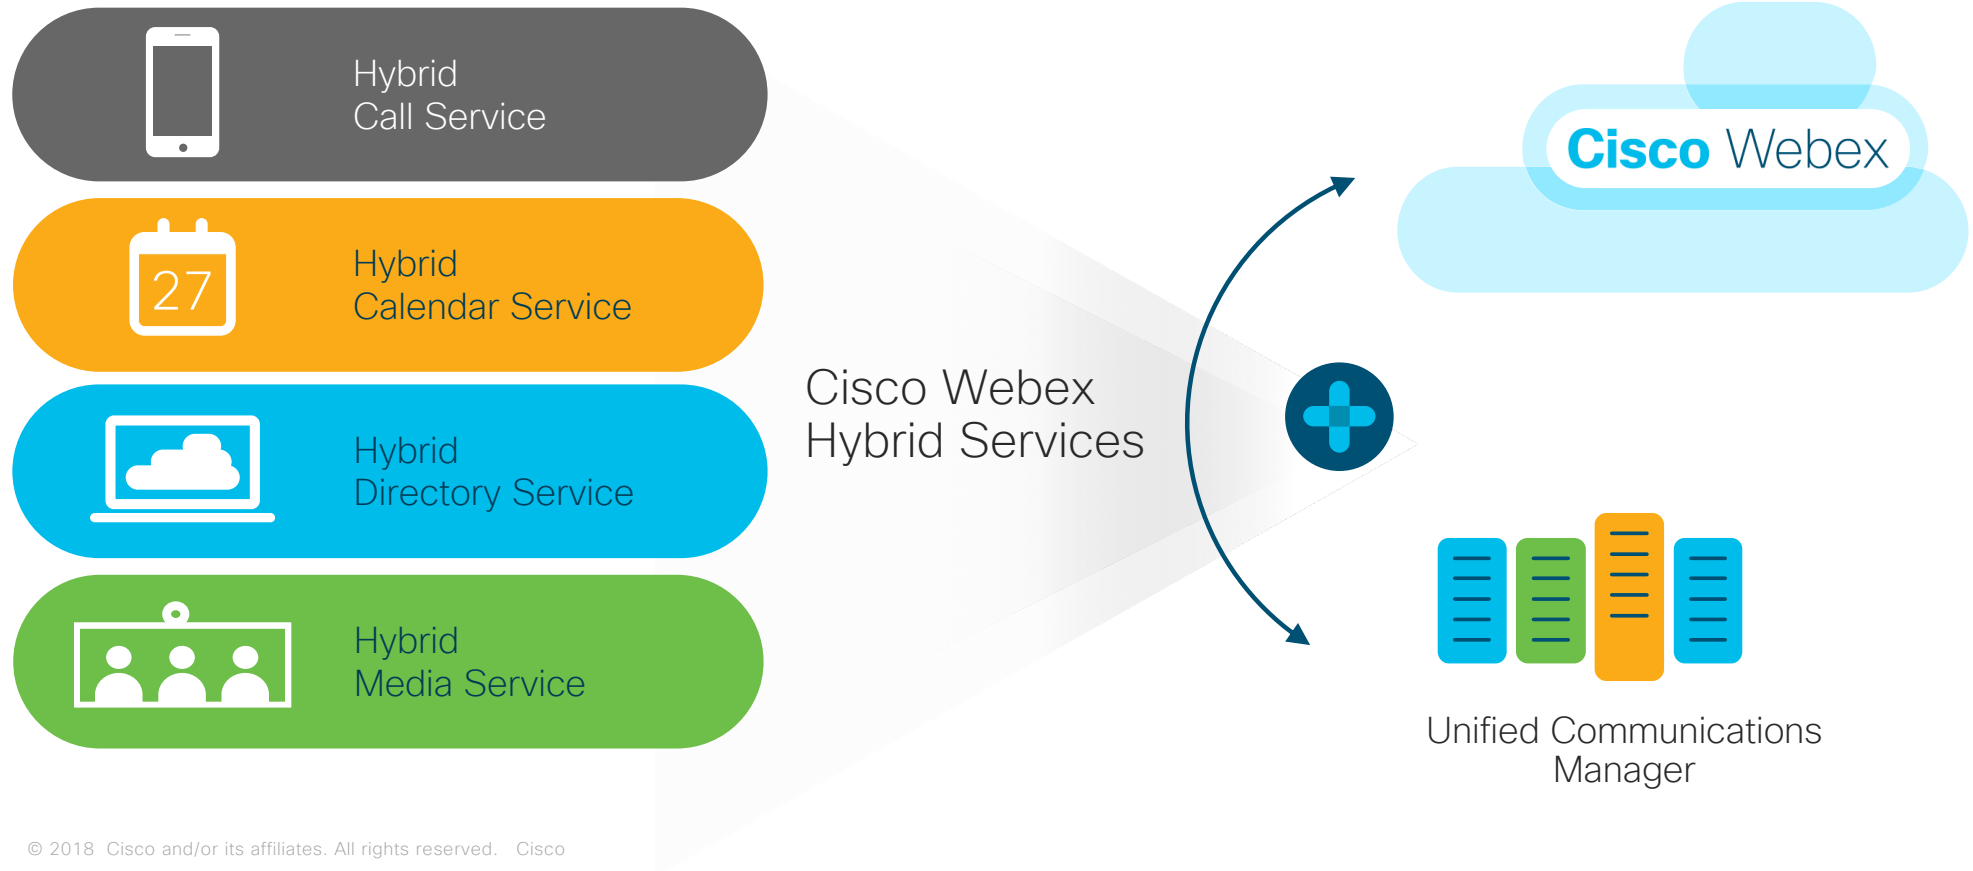 Hybrid
Call Service
27
Hybrid
Calendar Service
Hybrid
Directory Service
Hybrid
Media Service
Cisco Webex
Hybrid Services
Cisco Webex
Unified Communications
Manager
© 2018 Cisco and/or its affiliates. All rights reserved. Cisco